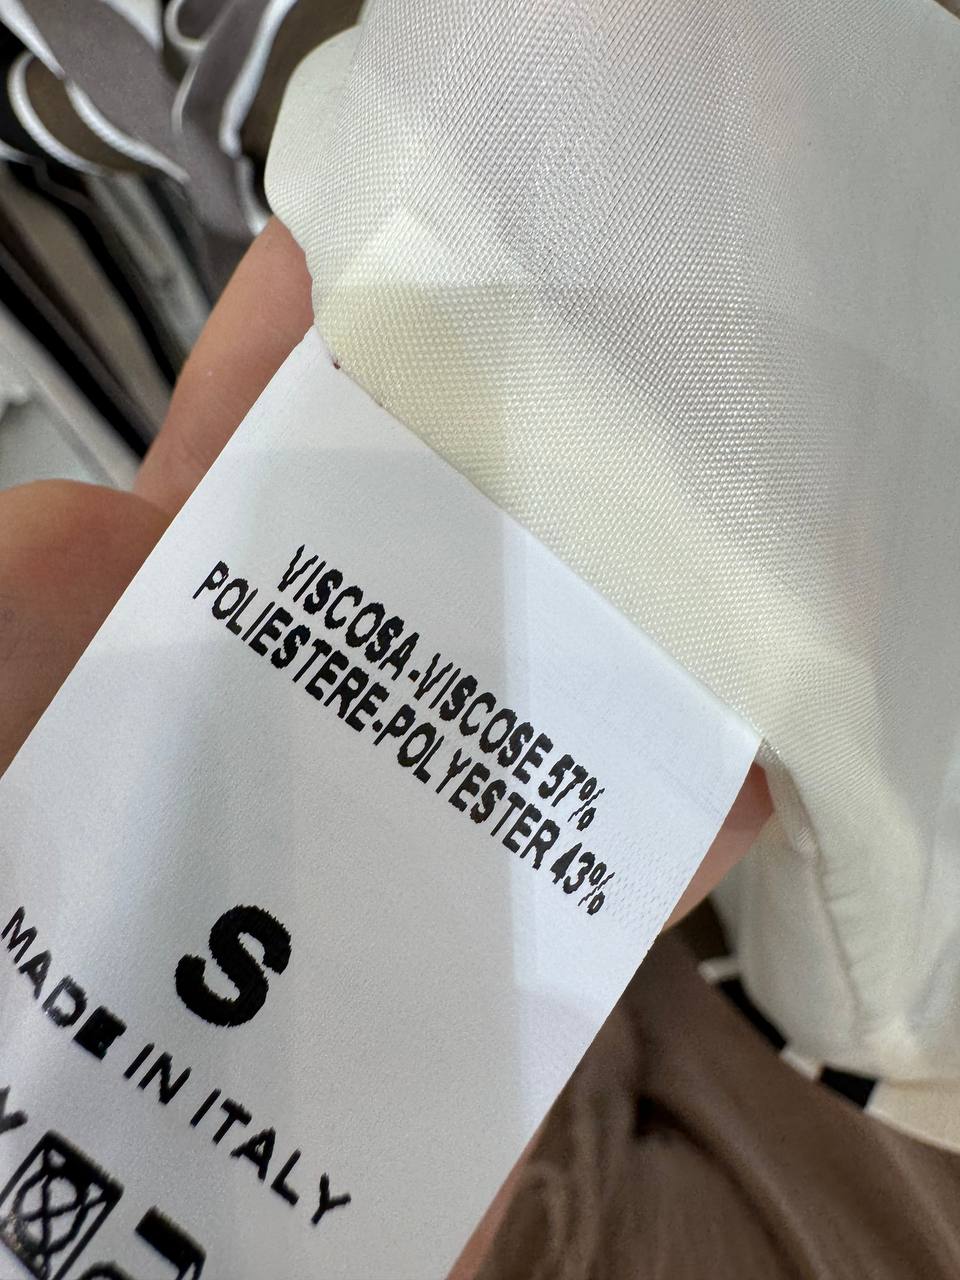 VISCOSA-VISCOSE 57%
POLIESTERE-POLYESTER 43%
S
MADE IN ITALY